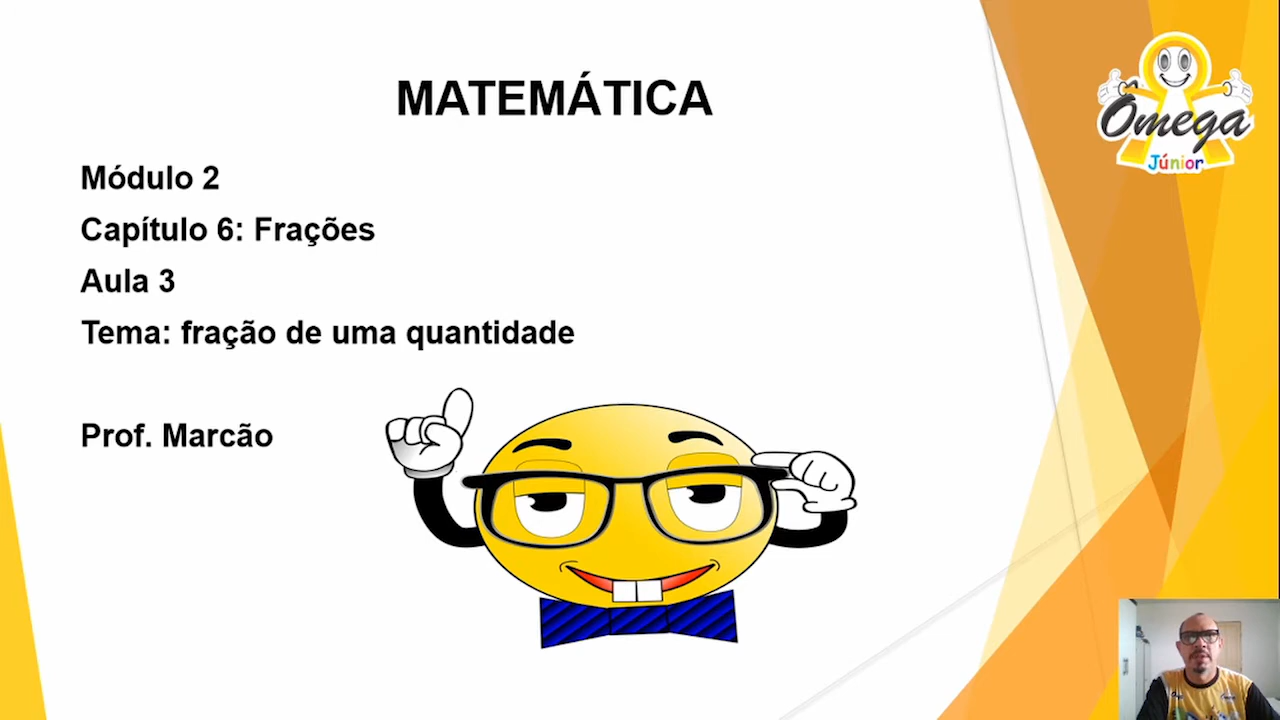 MATEMÁTICA
Ômega
Júnior
Módulo 2
Capítulo 6: Frações
Aula 3
Tema: fração de uma quantidade
Prof. Marcão